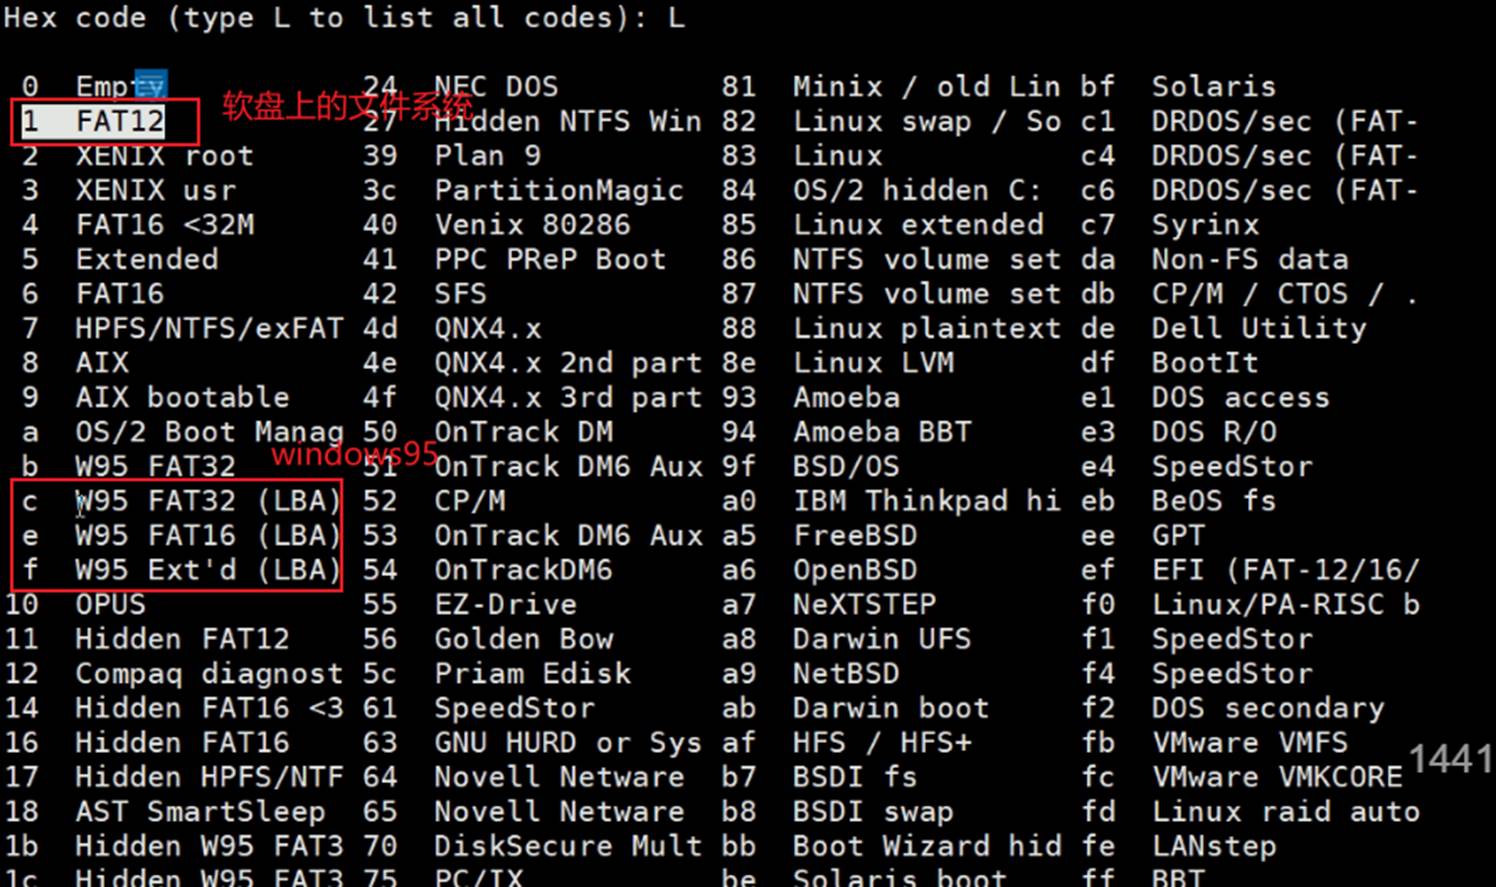 Hex code (type L to list all codes): L
0 Empty 24 NEC DOS 81 Minix / old Lin bf Solaris
软盘上的文件系统
1 FAT12 27 Hidden NTFS Win 82 Linux swap / So c1 DRDOS/sec (FAT-
2 XENIX root 39 Plan 9 83 Linux c4 DRDOS/sec (FAT-
3 XENIX usr 3c PartitionMagic 84 OS/2 hidden C: c6 DRDOS/sec (FAT-
4 FAT16 <32M 40 Venix 80286 85 Linux extended c7 Syrinx
5 Extended 41 PPC PReP Boot 86 NTFS volume set da Non-FS data
6 FAT16 42 SFS 87 NTFS volume set db CP/M / CTOS / .
7 HPFS/NTFS/exFAT 4d QNX4.x 88 Linux plaintext de Dell Utility
8 AIX 4e QNX4.x 2nd part 8e Linux LVM df BootIt
9 AIX bootable 4f QNX4.x 3rd part 93 Amoeba e1 DOS access
a OS/2 Boot Manag 50 OnTrack DM 94 Amoeba BBT e3 DOS R/O
windows95
b W95 FAT32 51 OnTrack DM6 Aux 9f BSD/OS e4 SpeedStor
c W95 FAT32 (LBA) 52 CP/M a0 IBM Thinkpad hi eb BeOS fs
e W95 FAT16 (LBA) 53 OnTrack DM6 Aux a5 FreeBSD ee GPT
f W95 Ext'd (LBA) 54 OnTrackDM6 a6 OpenBSD ef EFI (FAT-12/16/
10 OPUS 55 EZ-Drive a7 NeXTSTEP f0 Linux/PA-RISC b
11 Hidden FAT12 56 Golden Bow a8 Darwin UFS f1 SpeedStor
12 Compaq diagnost 5c Priam Edisk a9 NetBSD f4 SpeedStor
14 Hidden FAT16 <3 61 SpeedStor ab Darwin boot f2 DOS secondary
16 Hidden FAT16 63 GNU HURD or Sys af HFS / HFS+ fb VMware VMFS
1441
17 Hidden HPFS/NTF 64 Novell Netware b7 BSDI fs fc VMware VMKCORE
18 AST SmartSleep 65 Novell Netware b8 BSDI swap fd Linux raid auto
1b Hidden W95 FAT3 70 DiskSecure Mult bb Boot Wizard hid fe LANstep
1c Hidden W95 FAT3 75 PC/IX be Solaris boot ff BBT